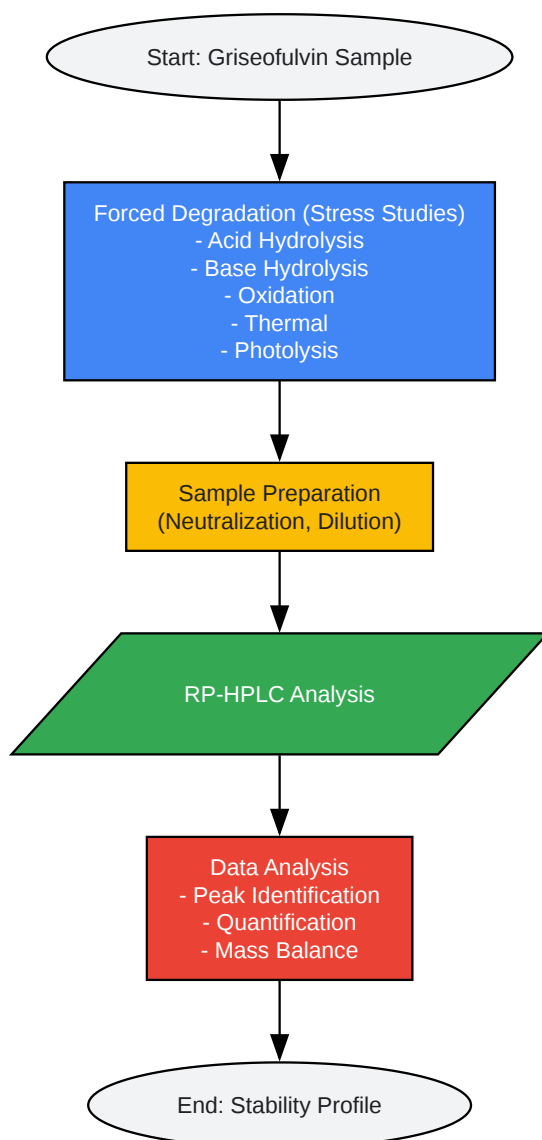 Start: Griseofulvin Sample
Forced Degradation (Stress Studies)
- Acid Hydrolysis
- Base Hydrolysis
- Oxidation
- Thermal
- Photolysis
Sample Preparation
(Neutralization, Dilution)
RP-HPLC Analysis
Data Analysis
- Peak Identification
- Quantification
- Mass Balance
End: Stability Profile